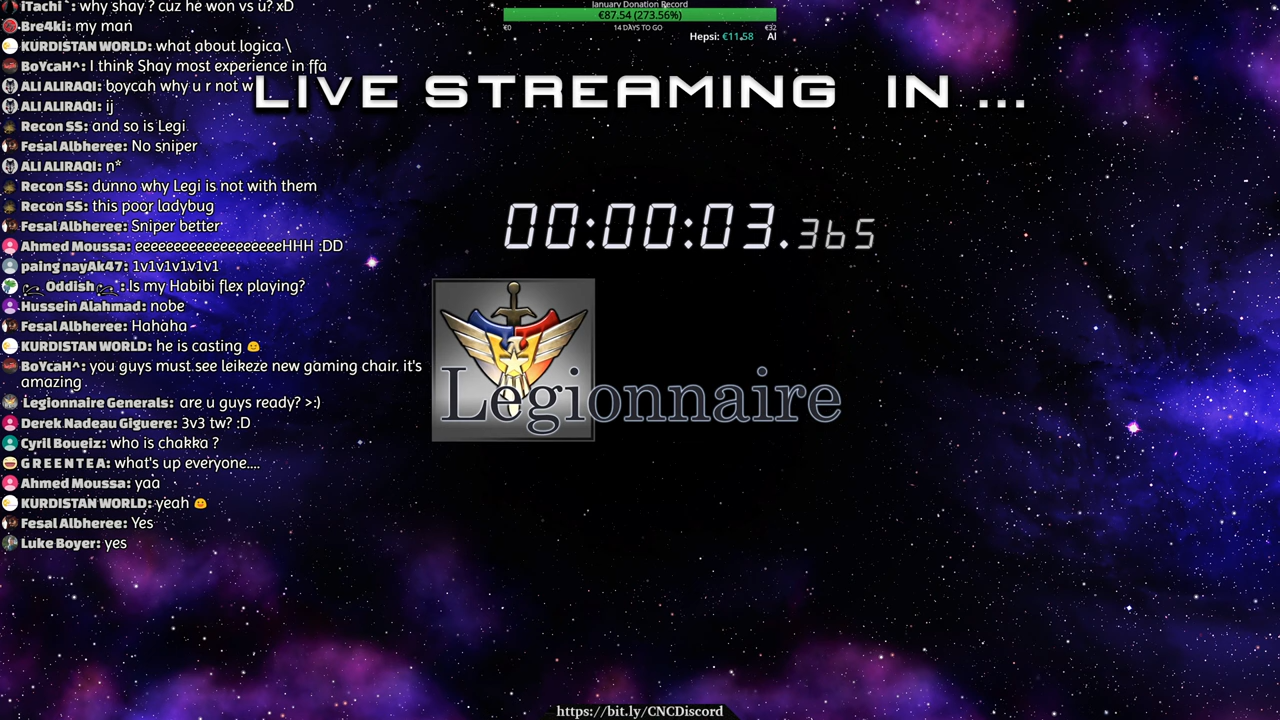 iTachi`: why shay ? cuz he won vs u? xD
Bre4ki: my man
KURDISTAN WORLD: what about logica \
BoYcaH^: I think Shay most experience in ffa
ALI ALIRAQI: boycah why u r not w
ALI ALIRAQI: ij
Recon SS: and so is Legi
Fesal Albheree: No sniper
ALI ALIRAQI: n*
Recon SS: dunno why Legi is not with them
Recon SS: this poor ladybug
Fesal Albheree: Sniper better
Ahmed Moussa: eeeeeeeeeeeeeeeeeeHHH ;DD
paing nayAk47: 1v1v1v1v1v1
Oddish: Is my Habibi flex playing?
Hussein Alahmad: nobe
Fesal Albheree: Hahaha
KURDISTAN WORLD: he is casting 🤗
BoYcaH^: you guys must see leikeze new gaming chair. it's
amazing
Legionnaire Generals: are u guys ready? >:)
Derek Nadeau Giguere: 3v3 tw? :D
Cyril Boueiz: who is chakka ?
G R E E N T E A: what's up everyone....
Ahmed Moussa: yaa
KURDISTAN WORLD: yeah 🤗
Fesal Albheree: Yes
Luke Boyer: yes
January Donation Record
€87.54 (273.56%)
€0 14 DAYS TO GO €32
Hepsi: €11.58 Al
LIVE STREAMING IN ...
00:00:03.365
Legionnaire
https://bit.ly/CNCDiscord